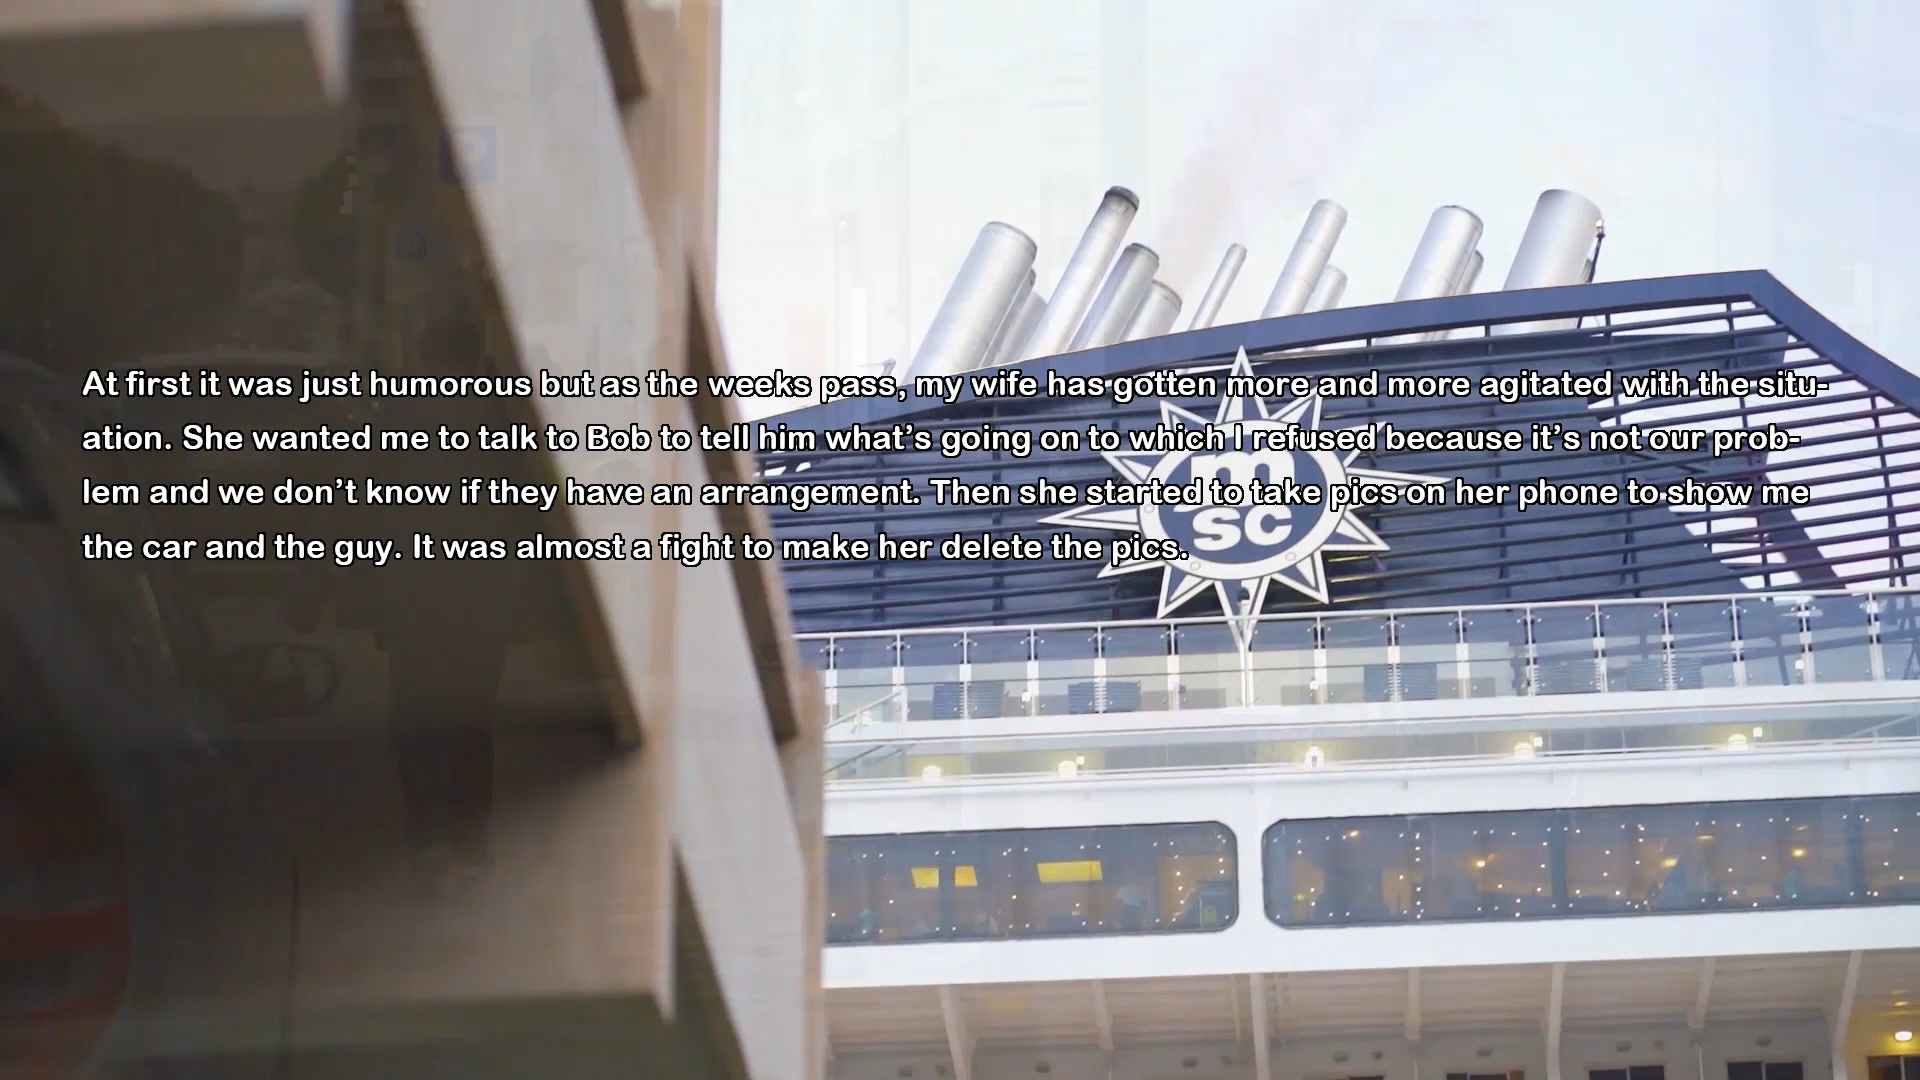 At first it was just humorous but as the weeks pass, my wife has gotten more and more agitated with the situ-
ation. She wanted me to talk to Bob to tell him what’s going on to which I refused because it’s not our prob-
lem and we don’t know if they have an arrangement. Then she started to take pics on her phone to show me
the car and the guy. It was almost a fight to make her delete the pics.
m
sc